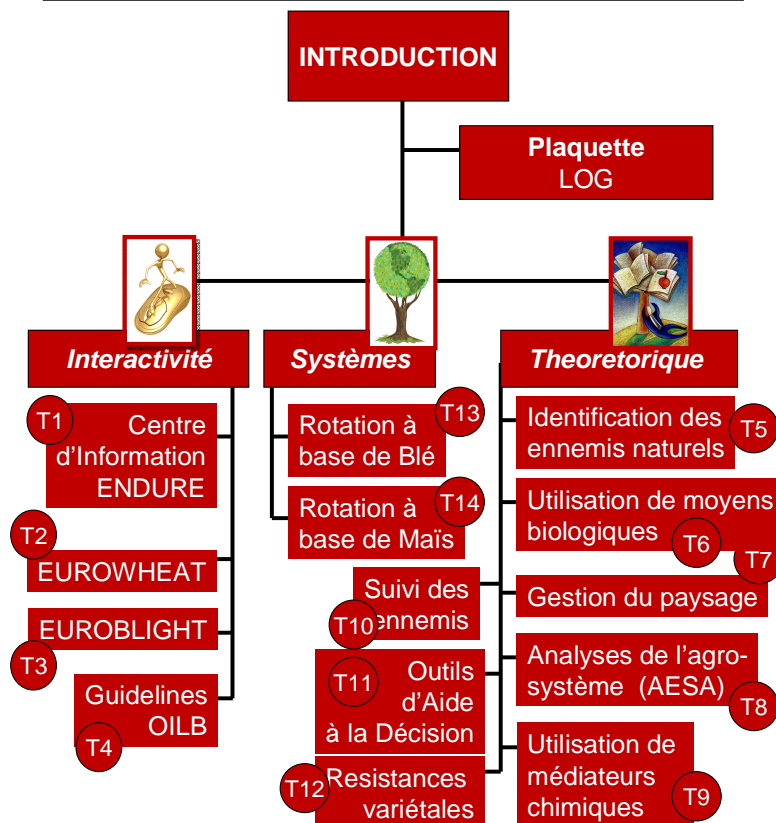 INTRODUCTION
Plaquette
LOG
Interactivité
T1
Centre
d'Information
ENDURE
T2
EUROWHEAT
EUROBLIGHT
T3
Guidelines
OILB
T4
Systèmes
Rotation à
base de Blé
T13
Rotation à
base de Maïs
T14
Theoretorique
Identification des
ennemis naturels
T5
Utilisation de moyens
biologiques
T6
T7
Gestion du paysage
Analyses de l'agro-
système (AESA)
T8
Utilisation de
médiateurs
chimiques
T9
Suivi des
ennemis
T10
T11
Outils
d'Aide
à la Décision
T12
Resistances
variétales